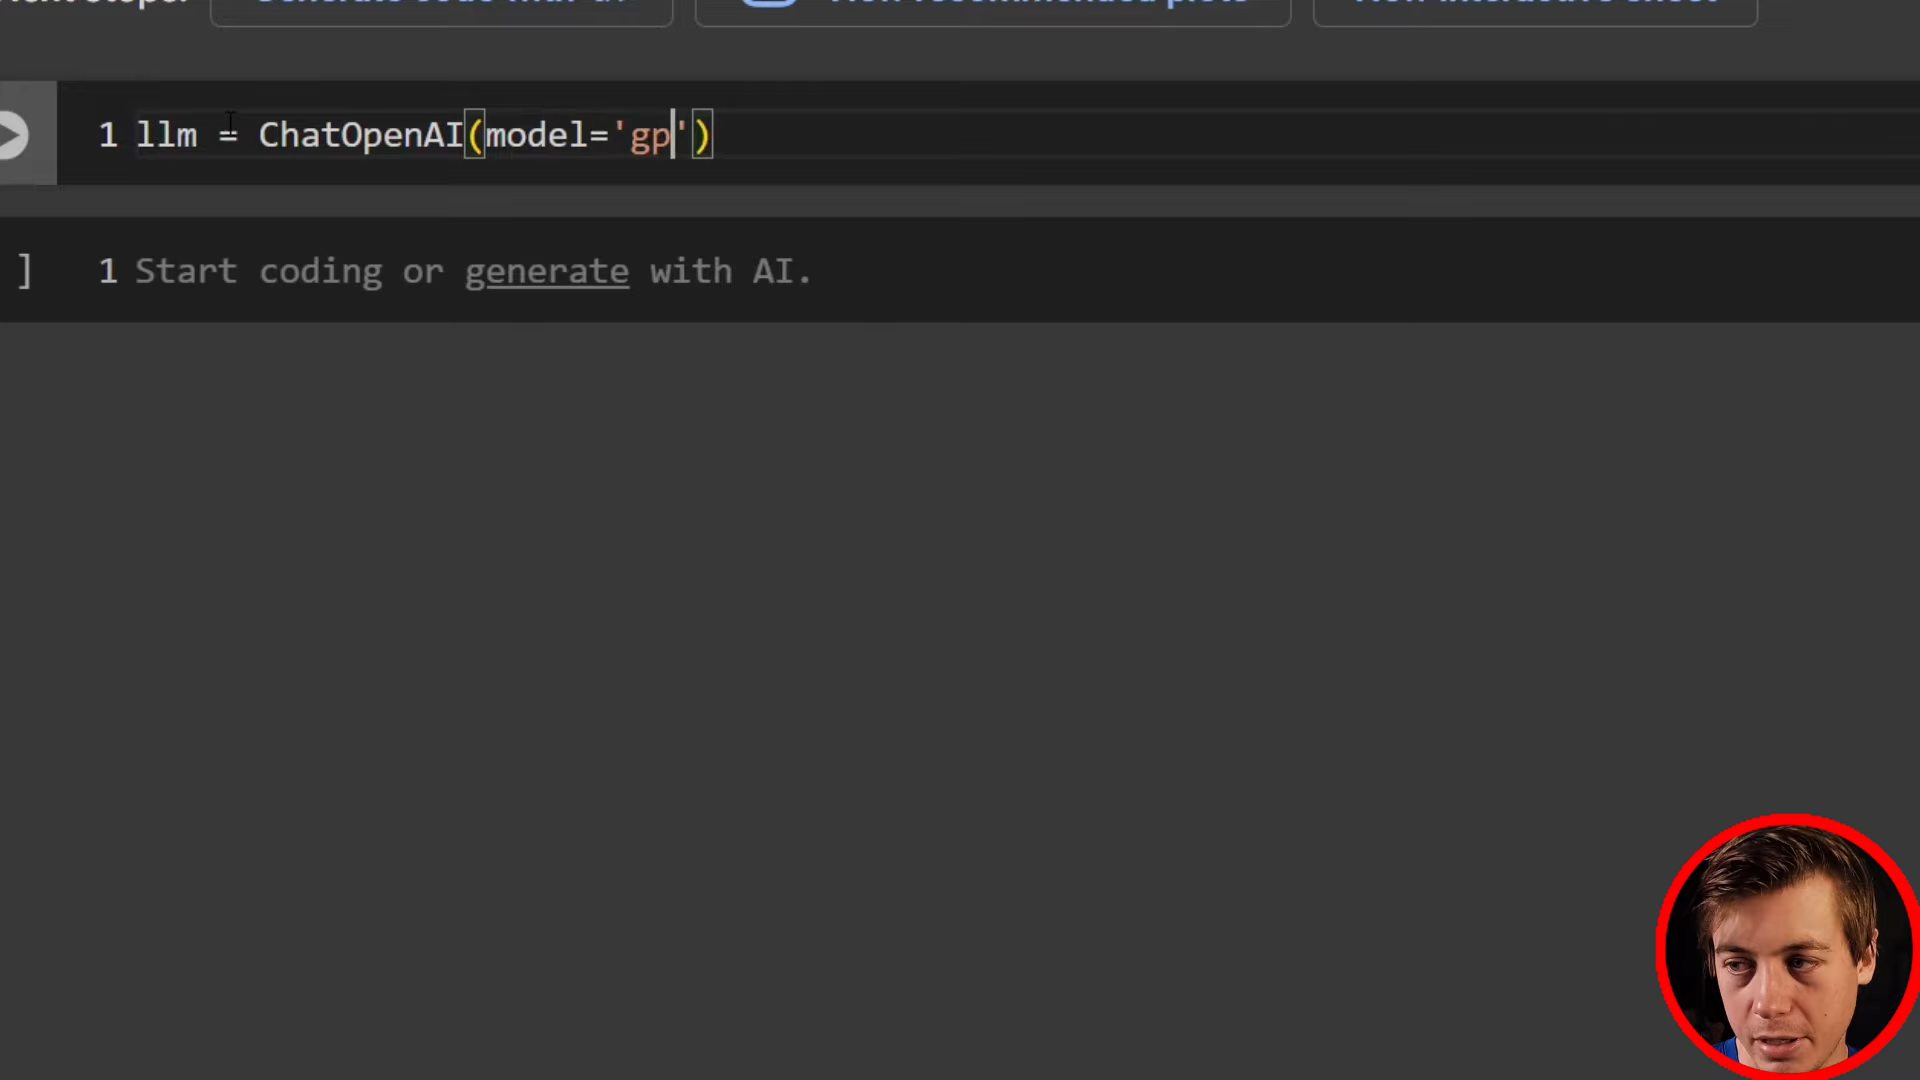 1 llm = ChatOpenAI(model='gp')
] 1 Start coding or generate with AI.